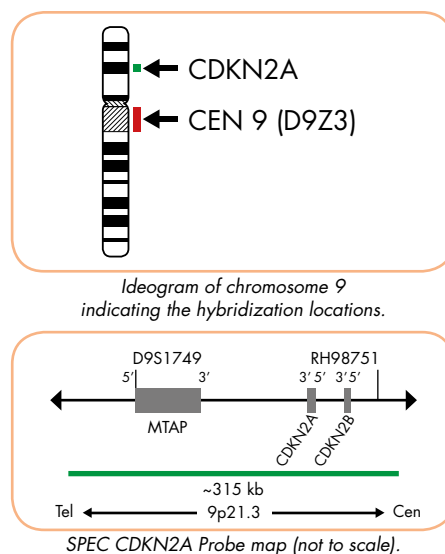 CDKN2A
CEN 9 (D9Z3)
Ideogram of chromosome 9
indicating the hybridization locations.
D9S1749 RH98751
5’ 3’ 3’ 5’ 3’ 5’
MTAP CDKN2A CDKN2B
~315 kb
Tel 9p21.3 Cen
SPEC CDKN2A Probe map (not to scale).